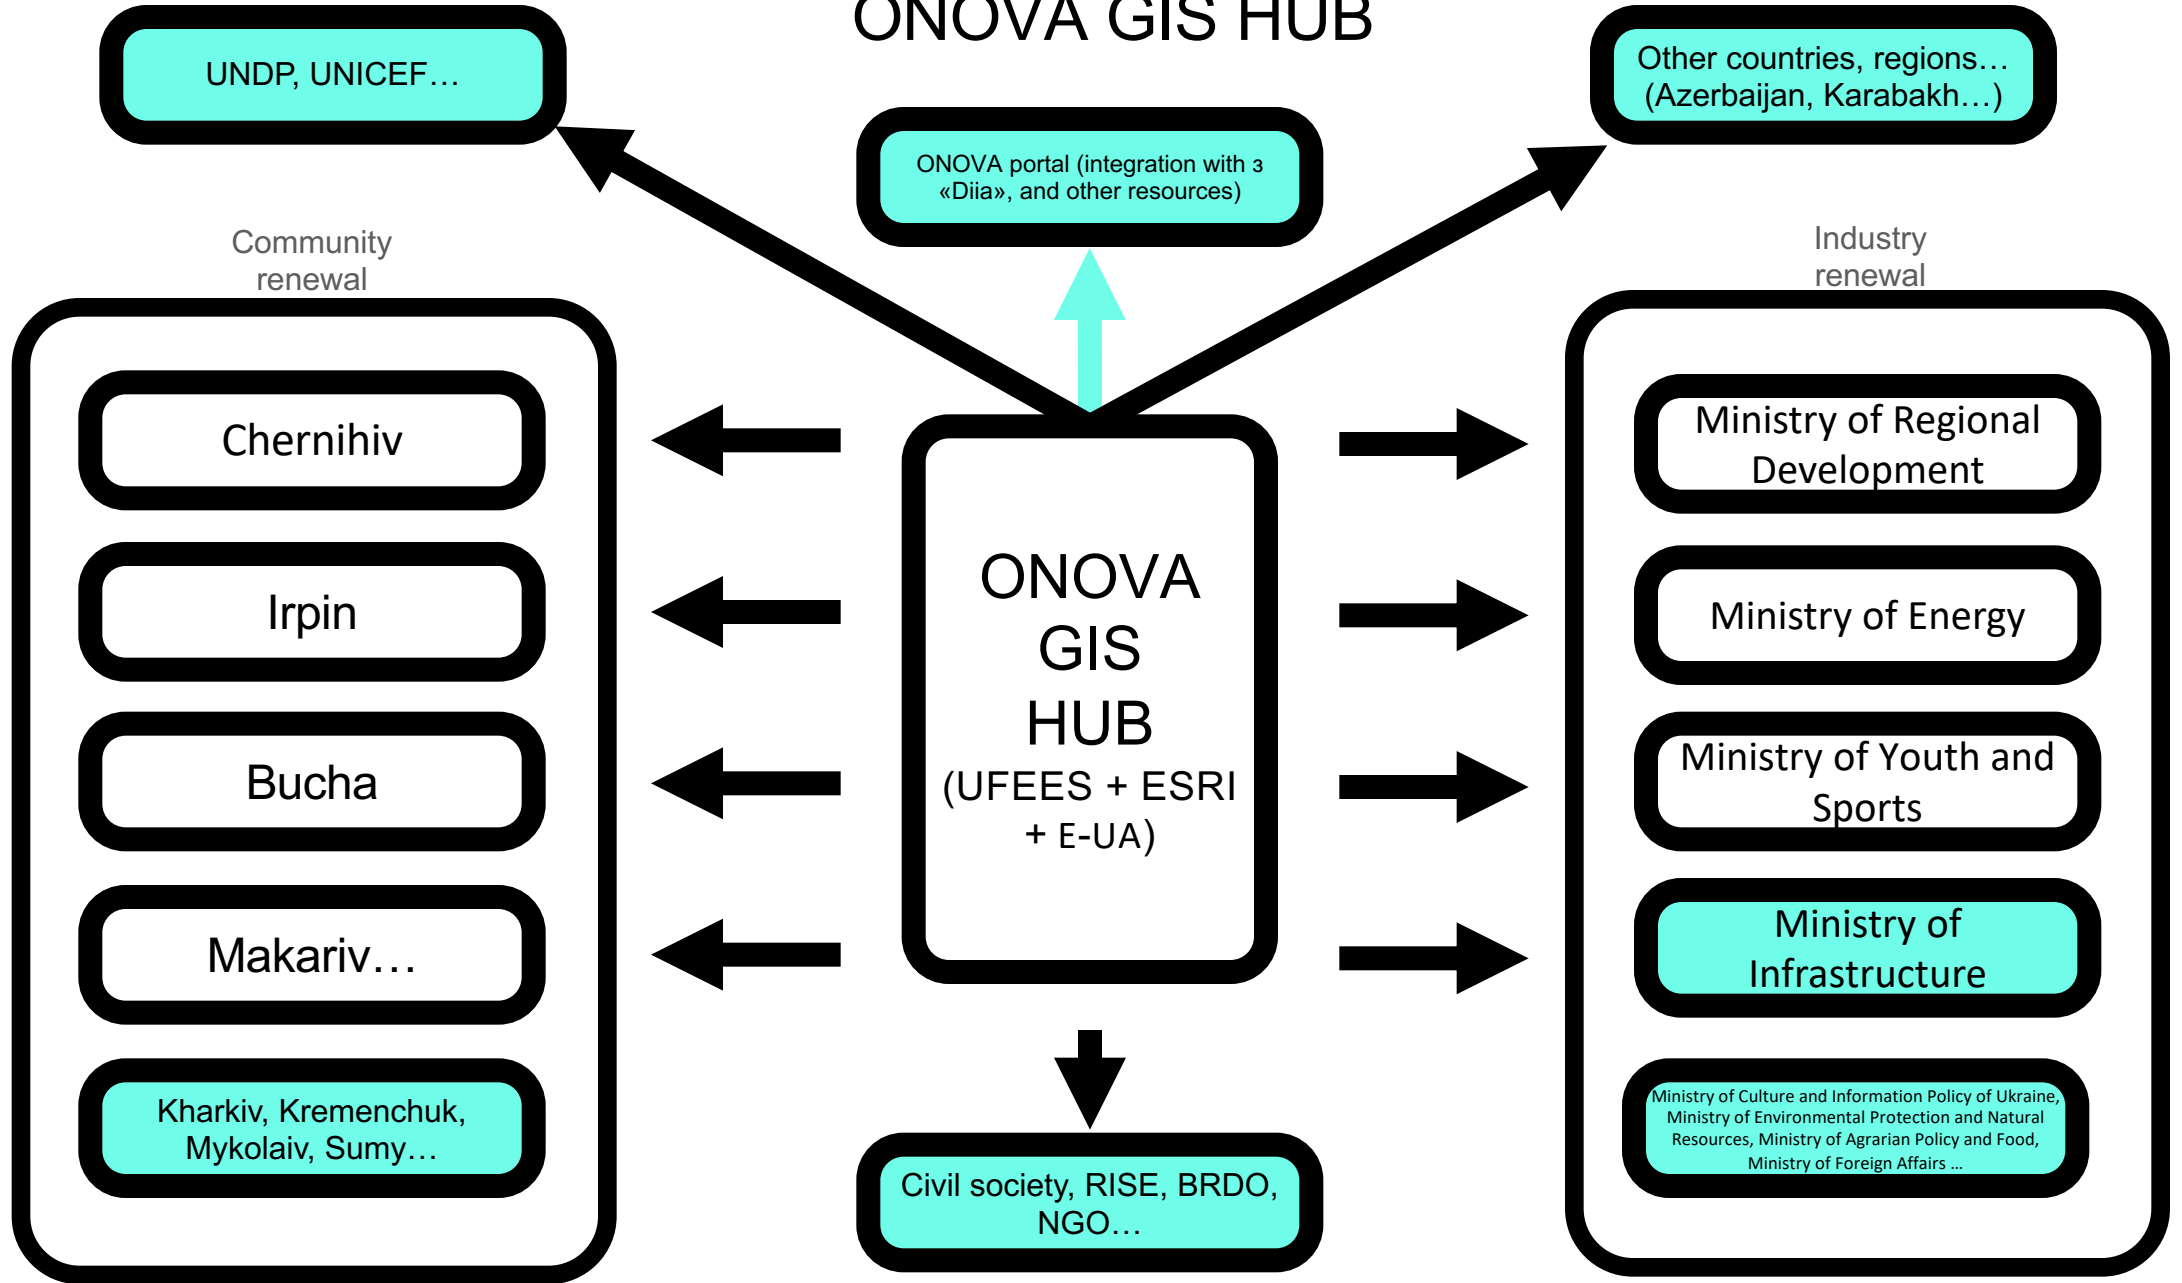 ONOVA GIS HUB
UNDP, UNICEF…
Other countries, regions…
(Azerbaijan, Karabakh…)
ONOVA portal (integration with з
«Diia», and other resources)
Community
renewal
Industry
renewal
Chernihiv
Irpin
Bucha
Makariv…
Kharkiv, Kremenchuk,
Mykolaiv, Sumy…
ONOVA
GIS
HUB
(UFEES + ESRI
+ E-UA)
Civil society, RISE, BRDO,
NGO…
Ministry of Regional
Development
Ministry of Energy
Ministry of Youth and
Sports
Ministry of
Infrastructure
Ministry of Culture and Information Policy of Ukraine,
Ministry of Environmental Protection and Natural
Resources, Ministry of Agrarian Policy and Food,
Ministry of Foreign Affairs …